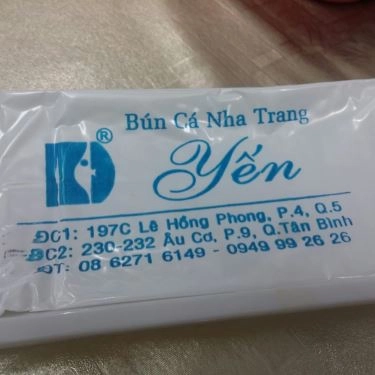 ®
Bún Cá Nha Trang
Yến
ĐC1: 197C Lê Hồng Phong, P.4, Q.5
ĐC2: 230-232 Âu Cơ, P.9, Q.Tân Bình
ĐT: 08 6271 6149 - 0949 99 26 26